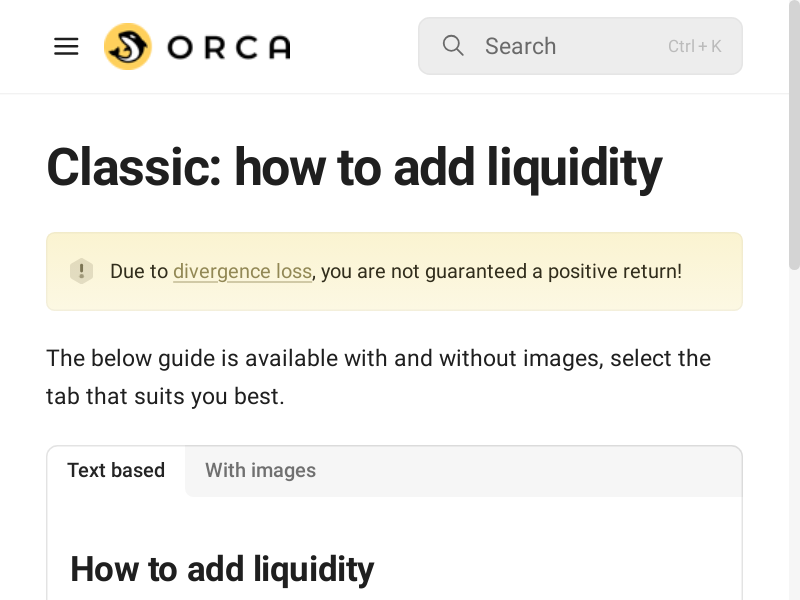 ORCA
Search
Ctrl + K
Classic: how to add liquidity
Due to divergence loss, you are not guaranteed a positive return!
The below guide is available with and without images, select the
tab that suits you best.
Text based
With images
How to add liquidity